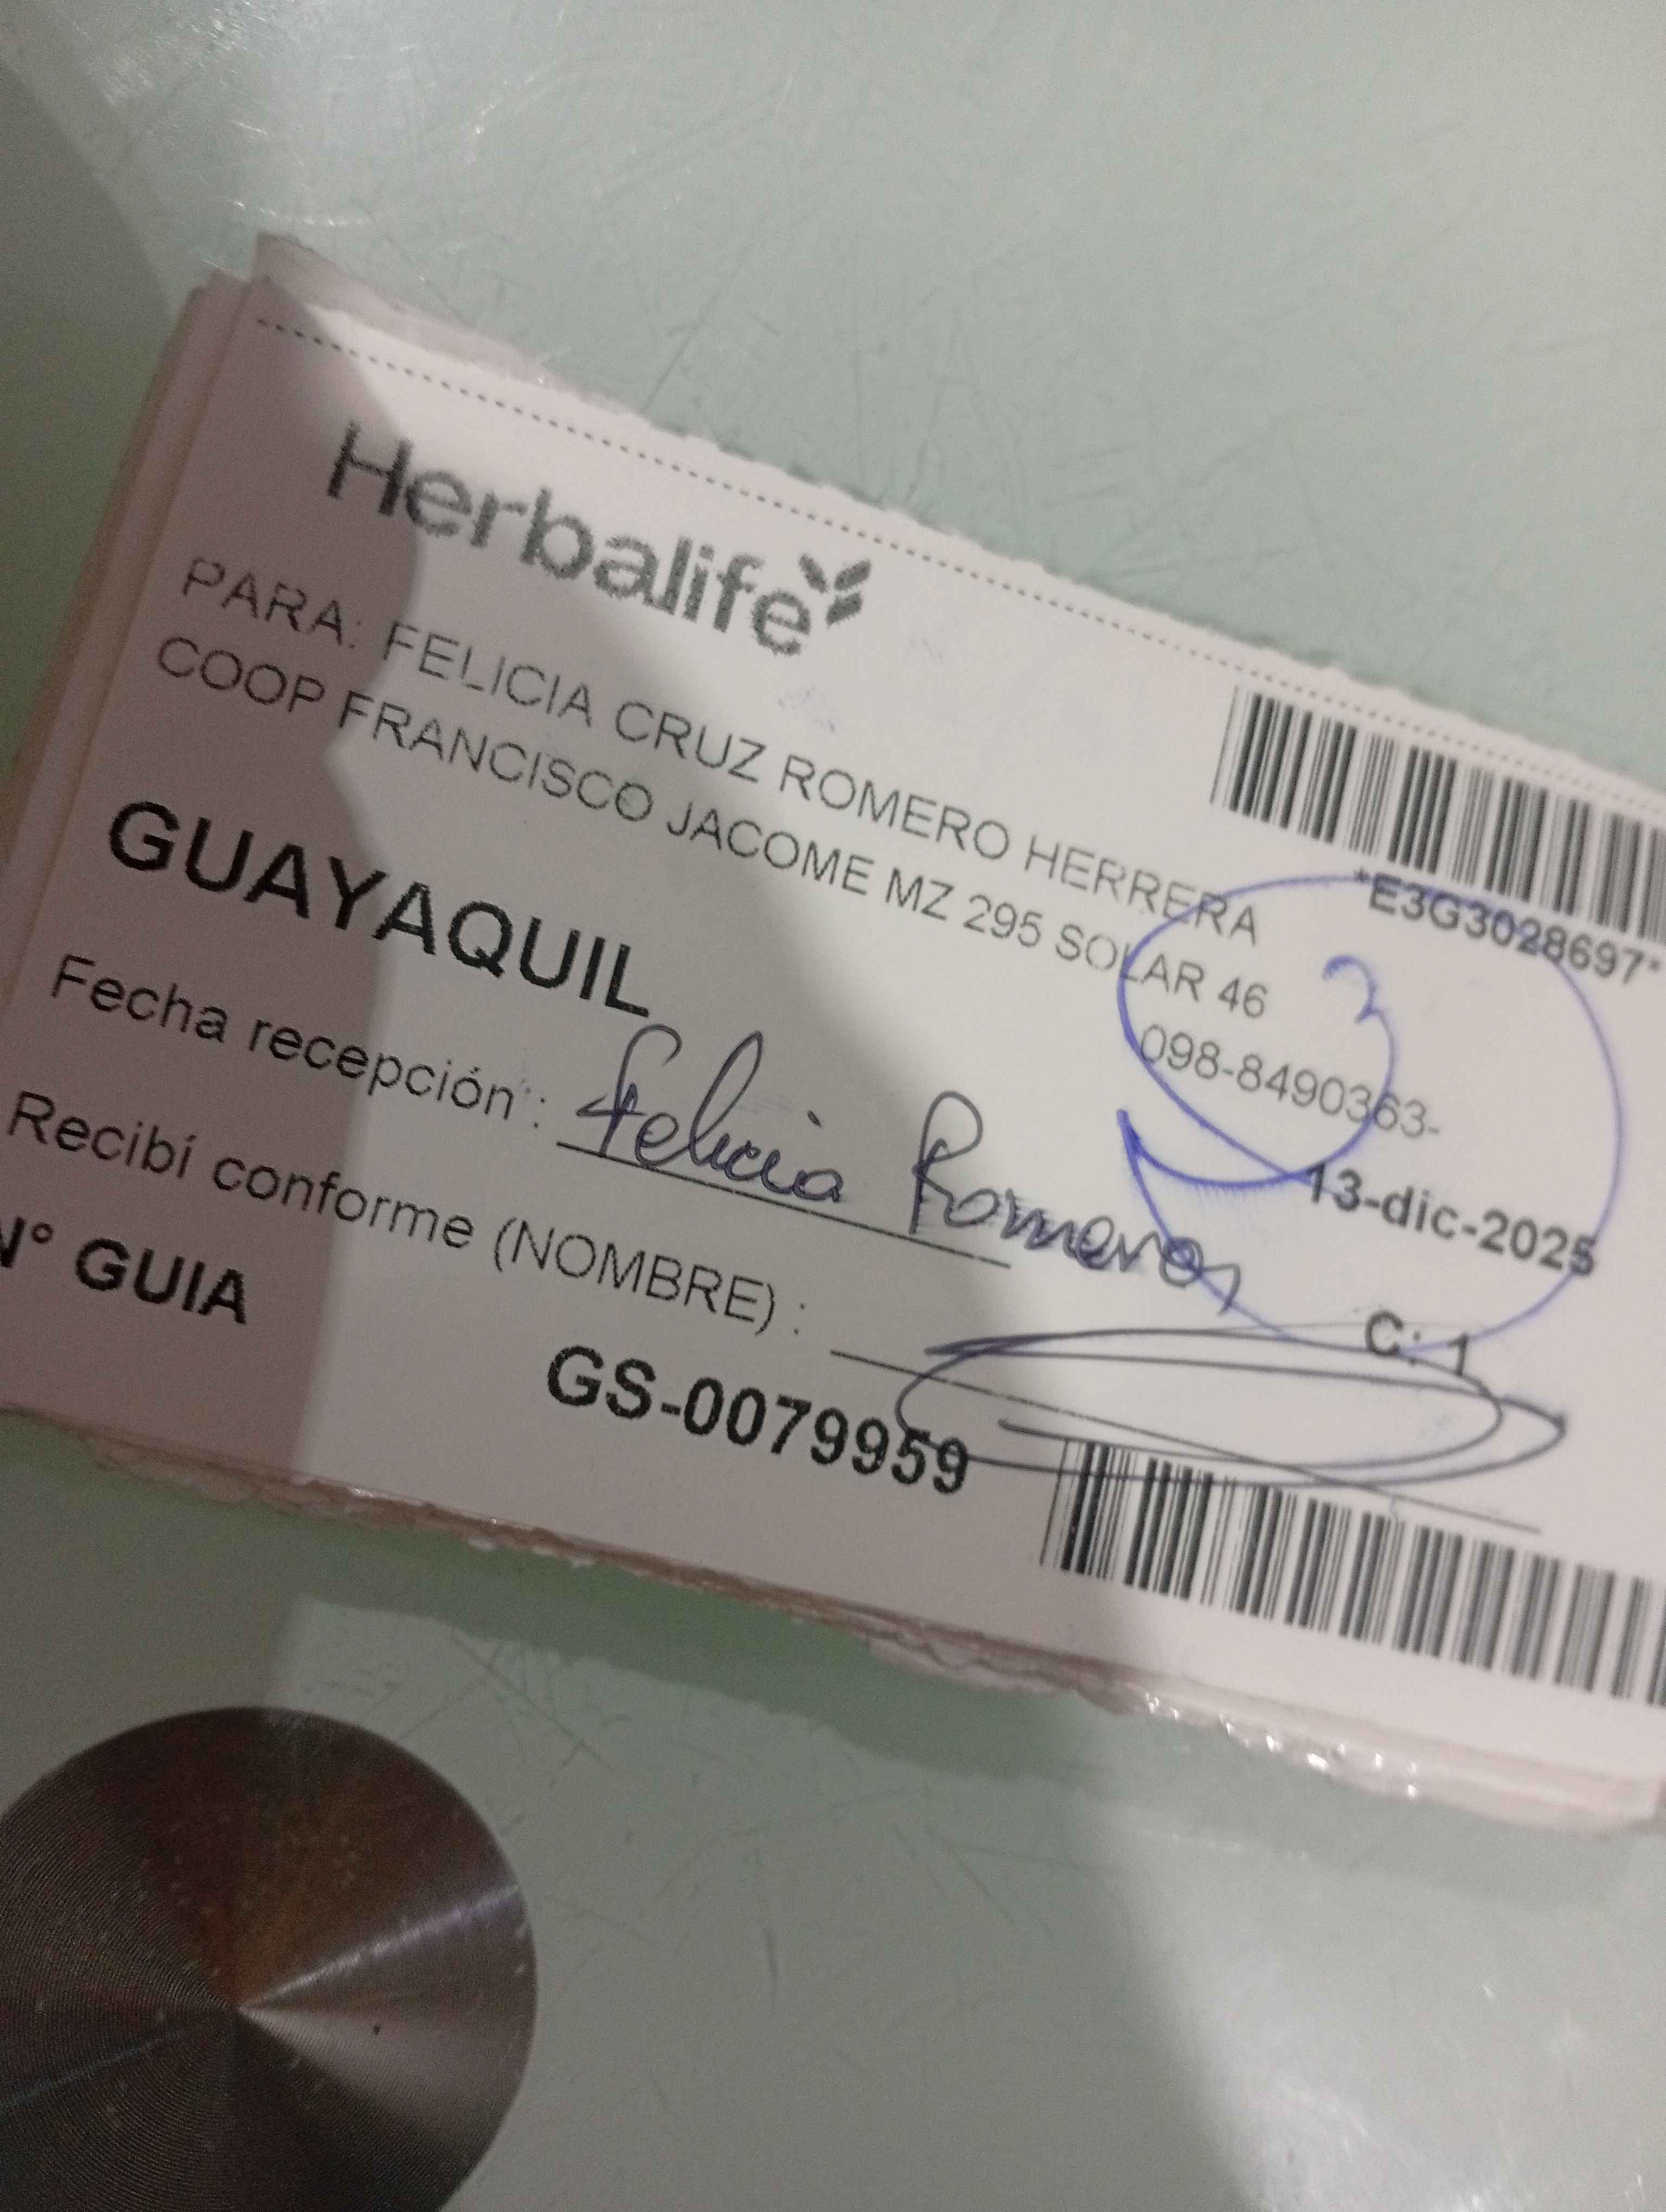 Herbalife
PARA: FELICIA CRUZ ROMERO HERRERA
COOP FRANCISCO JACOME MZ 295 SOLAR 46
*E3G3028697*
3
098-8490363-
GUAYAQUIL
13-dic-2025
Fecha recepción : Felicia Romero
C: 1
Recibí conforme (NOMBRE) :
N° GUIA
GS-0079959